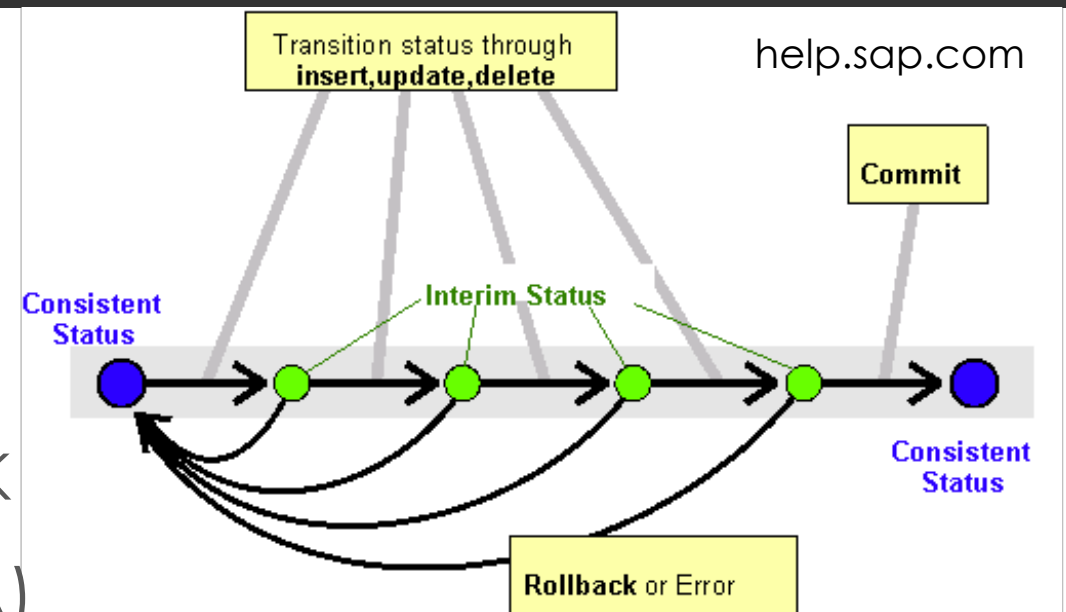 Transition status through
insert,update,delete
help.sap.com
Commit
Consistent
Status
Interim Status
Consistent
Status
K
)
Rollback or Error